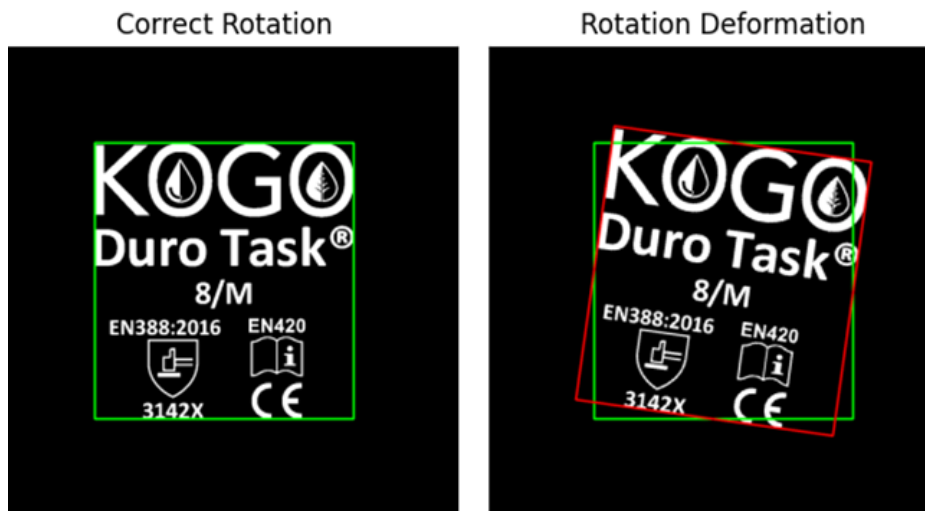 Correct Rotation
KOGO
Duro Task®
8/M
EN388:2016 EN420
i
3142X CE
Rotation Deformation
KOGO
Duro Task®
8/M
EN388:2016 EN420
i
3142X CE